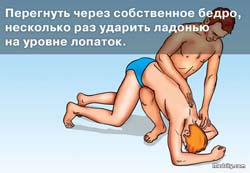 Перегнуть через собственное бедро,
несколько раз ударить ладонью
на уровне лопаток.